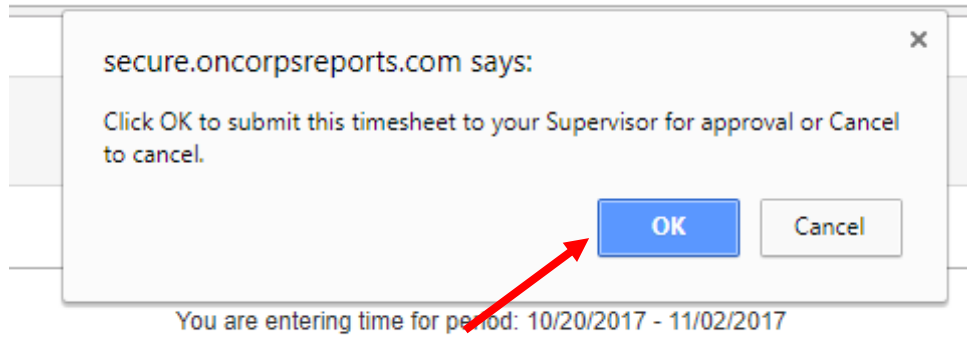 secure.oncorpsreports.com says:
Click OK to submit this timesheet to your Supervisor for approval or Cancel
to cancel.
OK
Cancel
You are entering time for period: 10/20/2017 - 11/02/2017